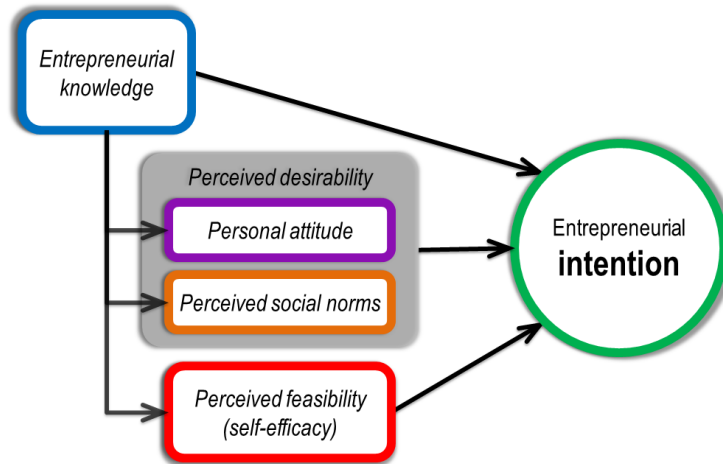 Entrepreneurial
knowledge
Perceived desirability
Personal attitude
Perceived social norms
Perceived feasibility
(self-efficacy)
Entrepreneurial
intention